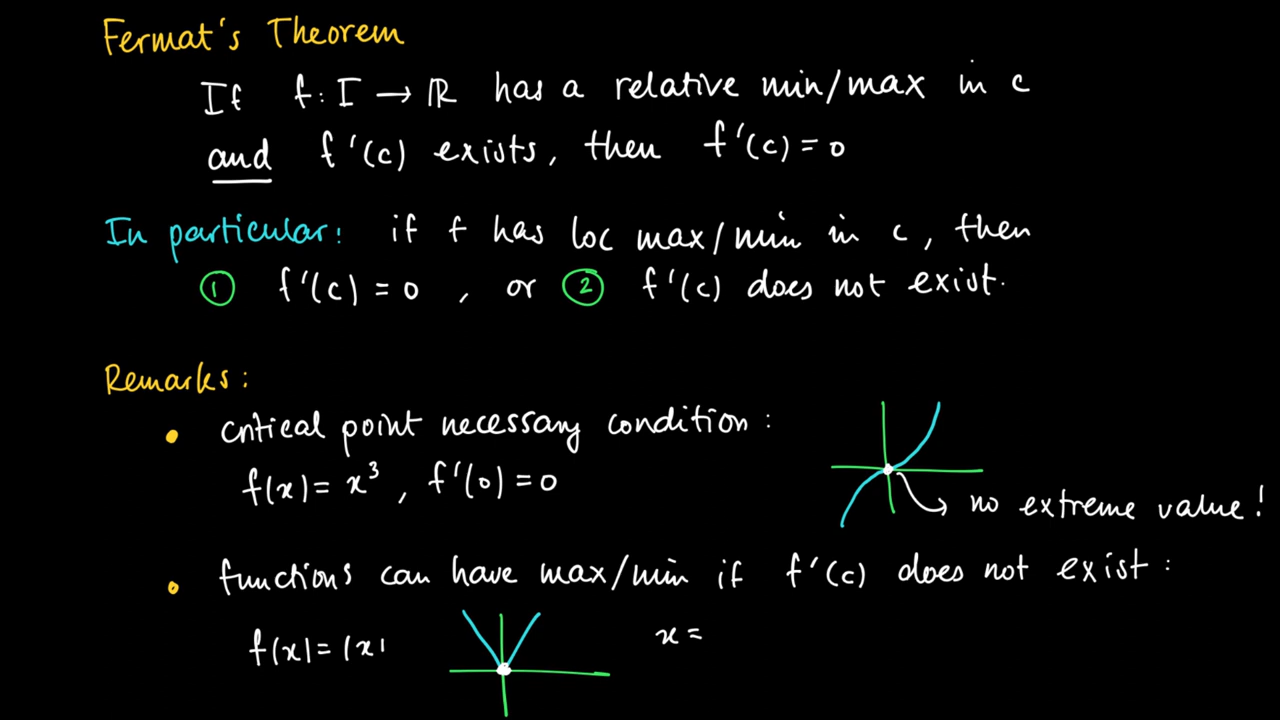 Fermat's Theorem
If f: I → ℝ has a relative min/max in c
and f'(c) exists, then f'(c) = 0
In particular: if f has loc max/min in c, then
① f'(c) = 0 , or ② f'(c) does not exist.
Remarks:
• critical point necessary condition:
f(x) = x³, f'(0) = 0
no extreme value!
• functions can have max/min if f'(c) does not exist:
f(x) = |x| x =